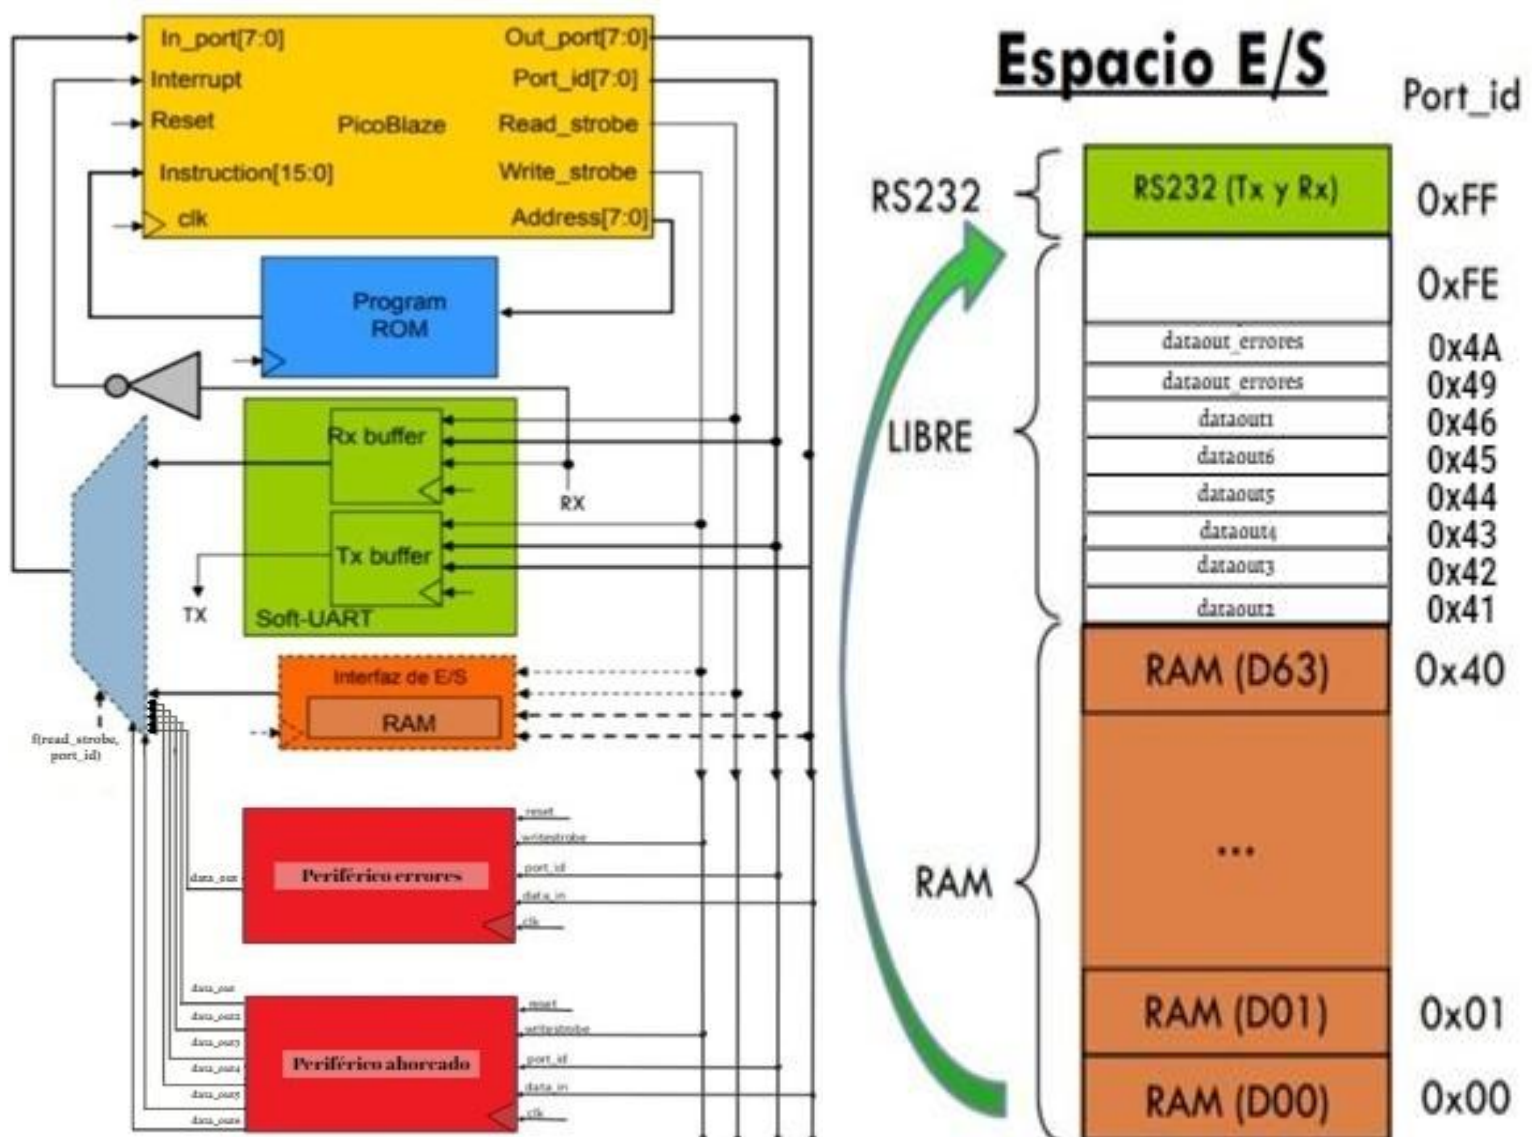 In_port[7:0]
Interrupt
Reset
Instruction[15:0]
clk
PicoBlaze
Out_port[7:0]
Port_id[7:0]
Read_strobe
Write_strobe
Address[7:0]
Program
ROM
Rx buffer
RX
Tx buffer
TX
Soft-UART
Interfaz de E/S
RAM
f(read_strobe,
port_id)
reset
writestrobe
port_id
data_in
clk
Periférico errores
data_out
data_out
data_out2
data_out3
data_out4
data_out5
data_out6
reset
writestrobe
port_id
data_in
clk
Periférico ahorcado
Espacio E/S
Port_id
RS232
RS232 (Tx y Rx)
0xFF
0xFE
dataout_errores
0x4A
dataout_errores
0x49
LIBRE
dataout1
0x46
dataout6
0x45
dataout5
0x44
dataout4
0x43
dataout3
0x42
dataout2
0x41
RAM (D63)
0x40
...
RAM
RAM (D01)
0x01
RAM (D00)
0x00